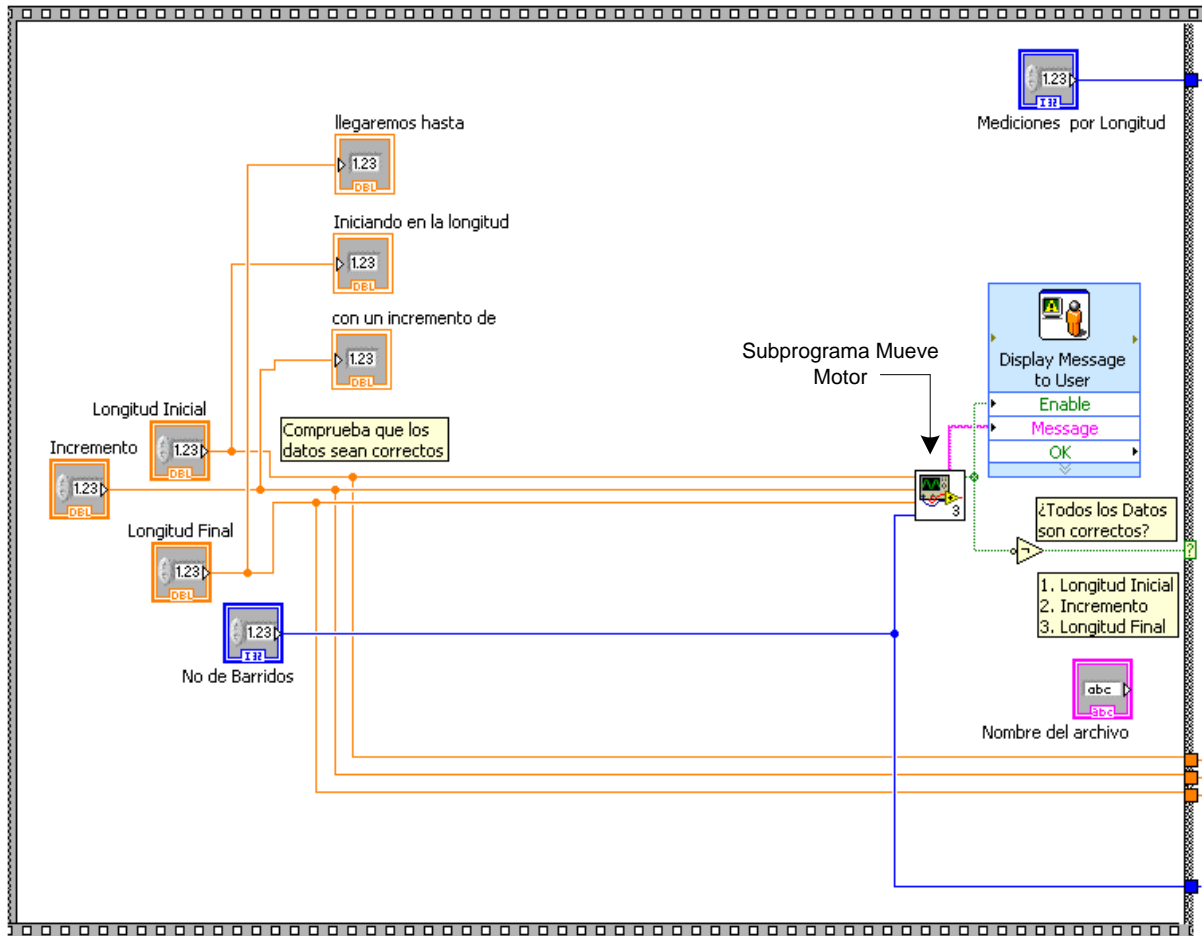 1.23
I32
Mediciones por Longitud
llegaremos hasta
1.23
DBL
Iniciando en la longitud
1.23
DBL
con un incremento de
1.23
DBL
Subprograma Mueve
Motor
Display Message
to User
Enable
Message
OK
Longitud Inicial
1.23
DBL
Comprueba que los
datos sean correctos
Incremento
1.23
DBL
3
¿Todos los Datos
son correctos?
?
Longitud Final
1.23
DBL
1. Longitud Inicial
2. Incremento
3. Longitud Final
1.23
I32
No de Barridos
abc
abc
Nombre del archivo